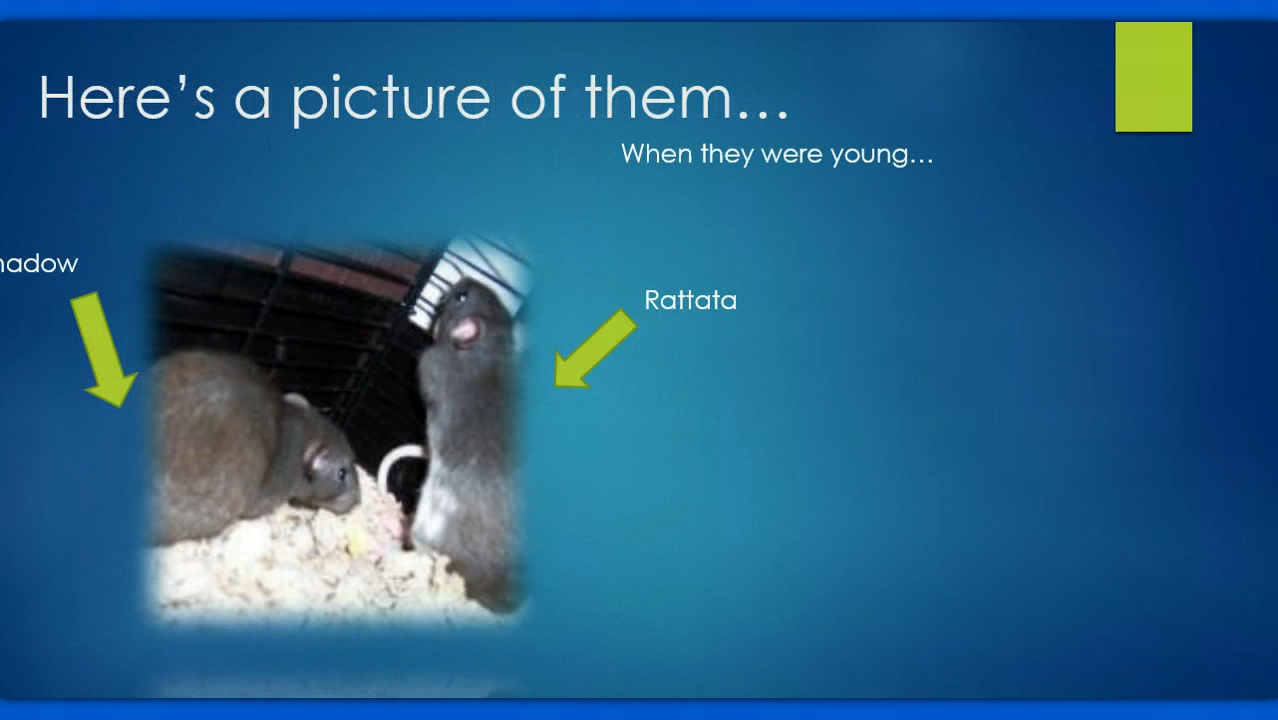 Here's a picture of them…
When they were young…
hadow
Rattata